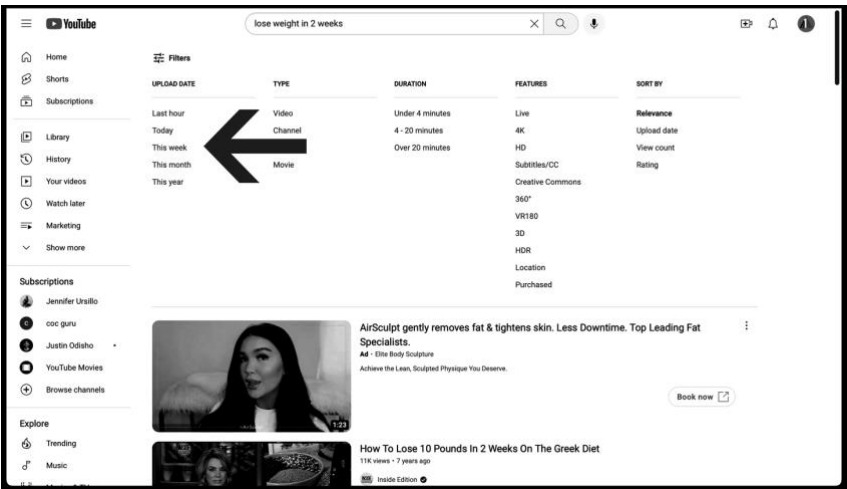 YouTube
lose weight in 2 weeks
Home
Shorts
Subscriptions
Library
History
Your videos
Watch later
Marketing
Show more
Subscriptions
Jennifer Ursillo
coc guru
Justin Odisho
YouTube Movies
Browse channels
Explore
Trending
Music
Filters
UPLOAD DATE
Last hour
Today
This week
This month
This year
TYPE
Video
Channel
Movie
DURATION
Under 4 minutes
4 - 20 minutes
Over 20 minutes
FEATURES
Live
4K
HD
Subtitles/CC
Creative Commons
360°
VR180
3D
HDR
Location
Purchased
SORT BY
Relevance
Upload date
View count
Rating
1:23
AirSculpt gently removes fat & tightens skin. Less Downtime. Top Leading Fat
Specialists.
Ad · Elite Body Sculpture
Achieve the Lean, Sculpted Physique You Deserve.
Book now
How To Lose 10 Pounds In 2 Weeks On The Greek Diet
11K views · 7 years ago
Inside Edition